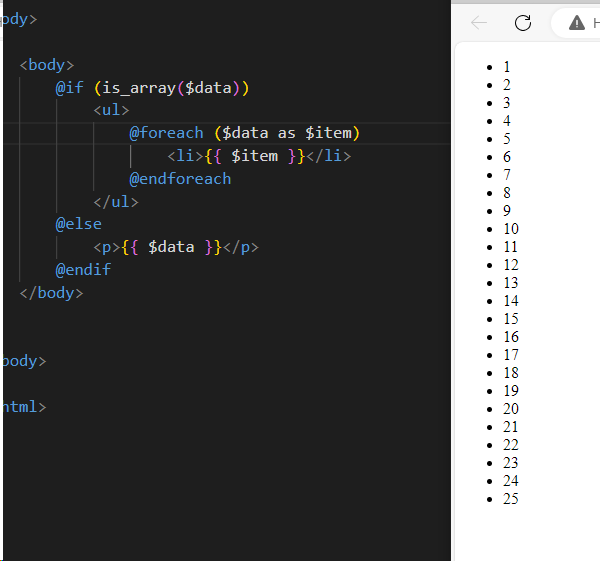 ody>
<body>
@if (is_array($data))
<ul>
@foreach ($data as $item)
<li>{{ $item }}</li>
@endforeach
</ul>
@else
<p>{{ $data }}</p>
@endif
</body>
body>
html>
H
1
2
3
4
5
6
7
8
9
10
11
12
13
14
15
16
17
18
19
20
21
22
23
24
25